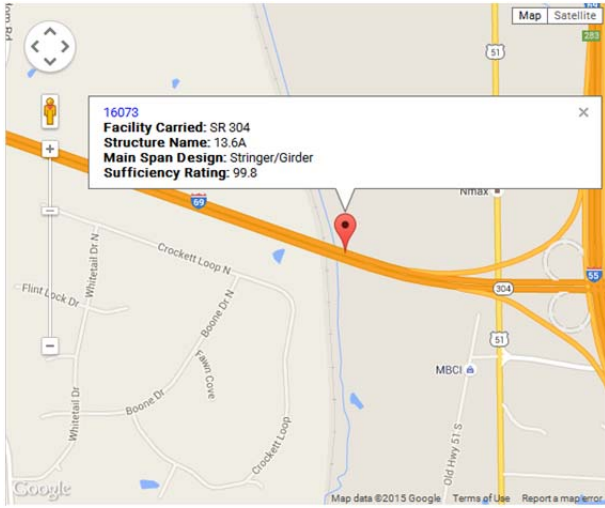 Map Satellite
69
283
51
16073
Facility Carried: SR 304
Structure Name: 13.6A
Main Span Design: Stringer/Girder
Sufficiency Rating: 99.8
Nmax
69
55
304
51
Crockett Loop N
Whitetail Dr N
Flint Lock Dr
Boone Dr N
Fawn Cove
MBCI
Boone Dr
Whitetail Dr
Crockett Loop
Old Hwy 51 S
Google
Map data ©2015 Google Terms of Use Report a map error